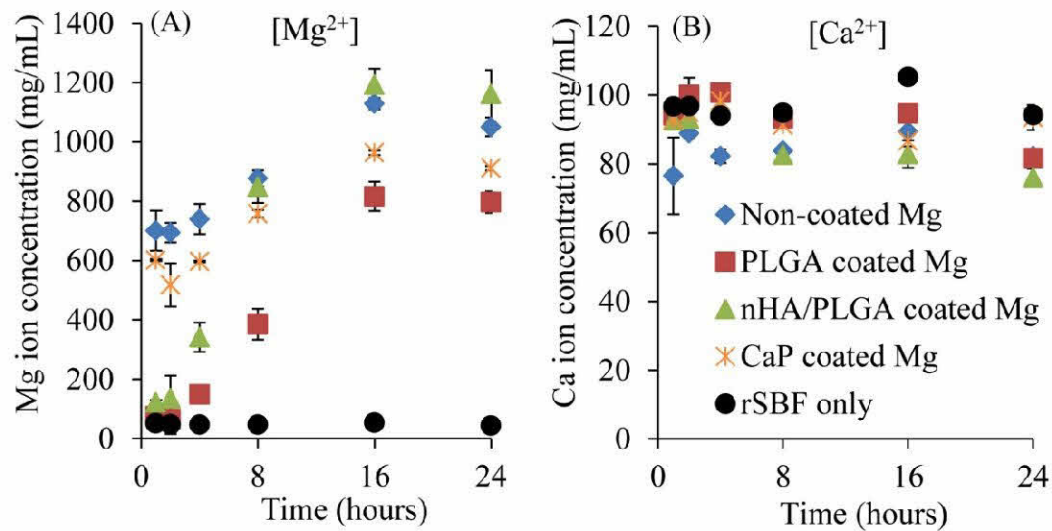 (A) [Mg²⁺]
Mg ion concentration (mg/mL)
1400
1200
1000
800
600
400
200
0
0 8 16 24
Time (hours)
(B) [Ca²⁺]
Ca ion concentration (mg/mL)
120
100
80
60
40
20
0
Non-coated Mg
PLGA coated Mg
nHA/PLGA coated Mg
CaP coated Mg
rSBF only
0 8 16 24
Time (hours)